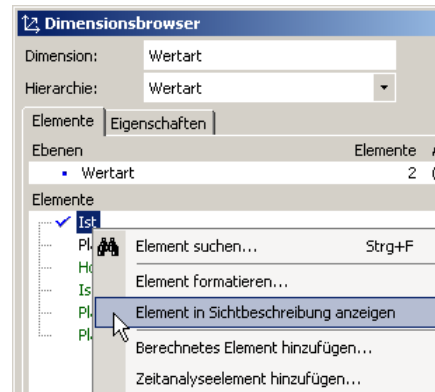 Dimensionsbrowser
Dimension: Wertart
Hierarchie: Wertart
Elemente Eigenschaften
Ebenen Elemente
Wertart 2
Elemente
Ist
Element suchen... Strg+F
Element formatieren...
Element in Sichtbeschreibung anzeigen
Berechnetes Element hinzufügen...
Zeitanalyseelement hinzufügen...